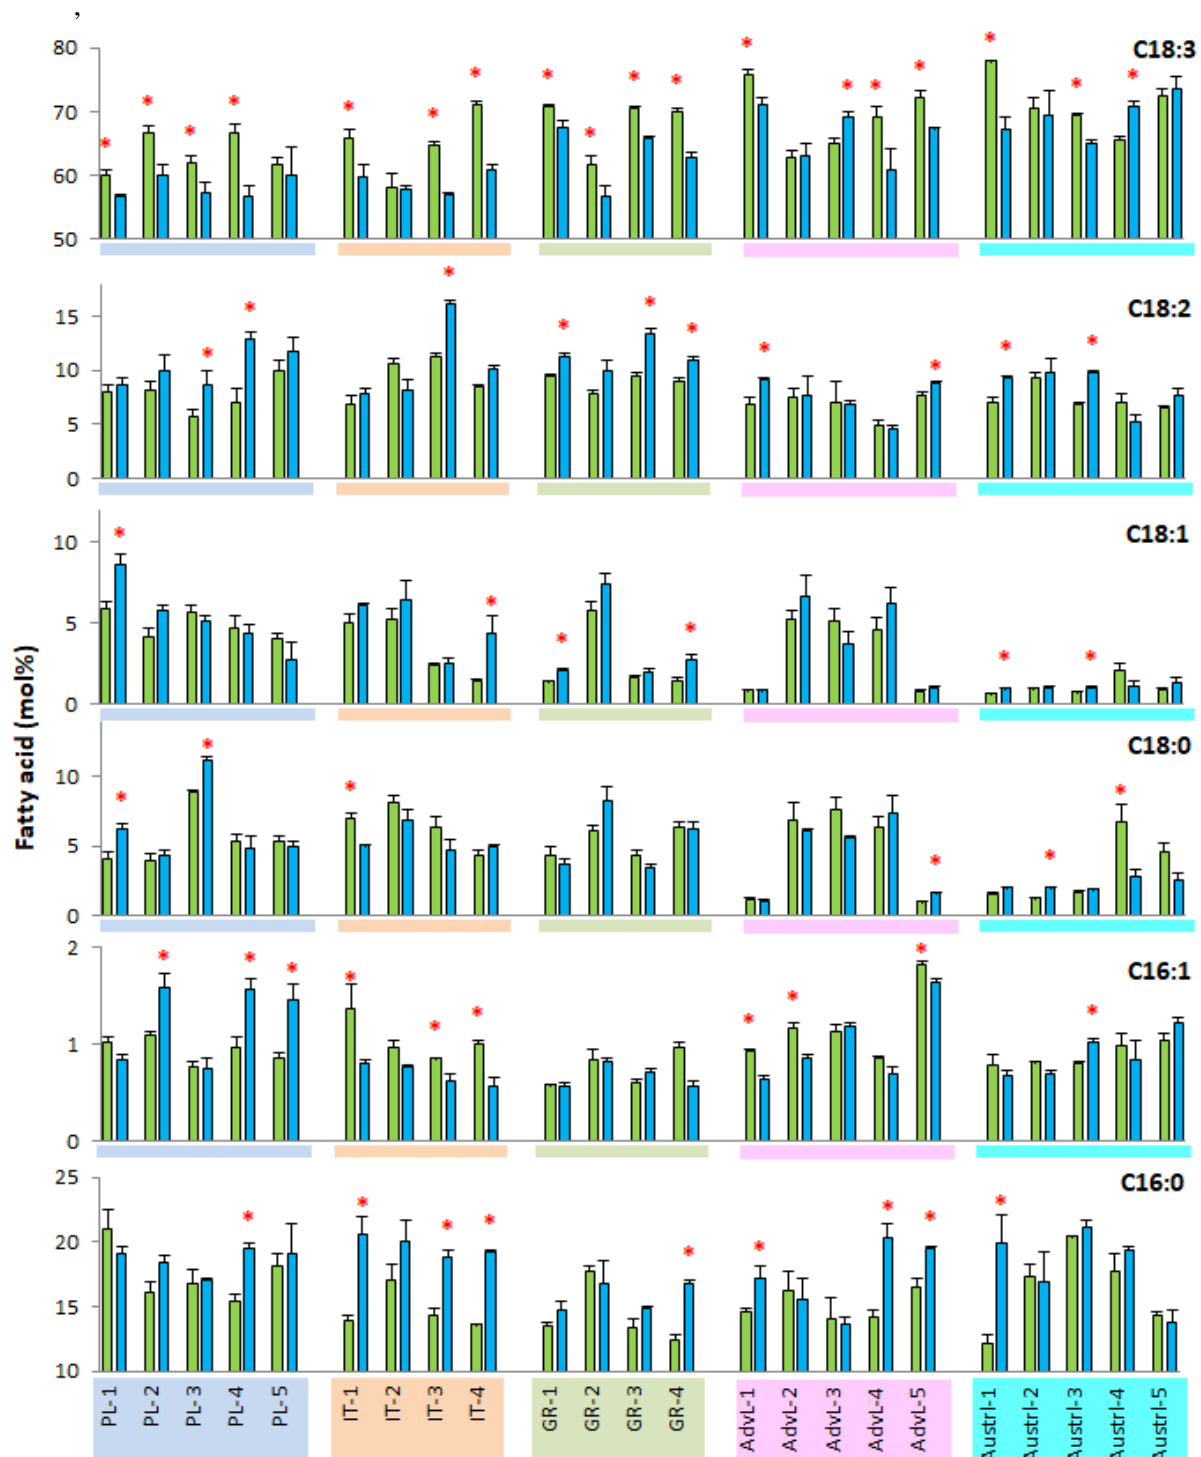 ,
C18:3
80
70
60
50
C18:2
15
10
5
0
C18:1
10
5
0
C18:0
10
5
0
C16:1
2
1
0
C16:0
25
20
15
10
Fatty acid (mol%)
PL-1 PL-2 PL-3 PL-4 PL-5 IT-1 IT-2 IT-3 IT-4 GR-1 GR-2 GR-3 GR-4 AdvL-1 AdvL-2 AdvL-3 AdvL-4 AdvL-5 Austrl-1 Austrl-2 Austrl-3 Austrl-4 Austrl-5